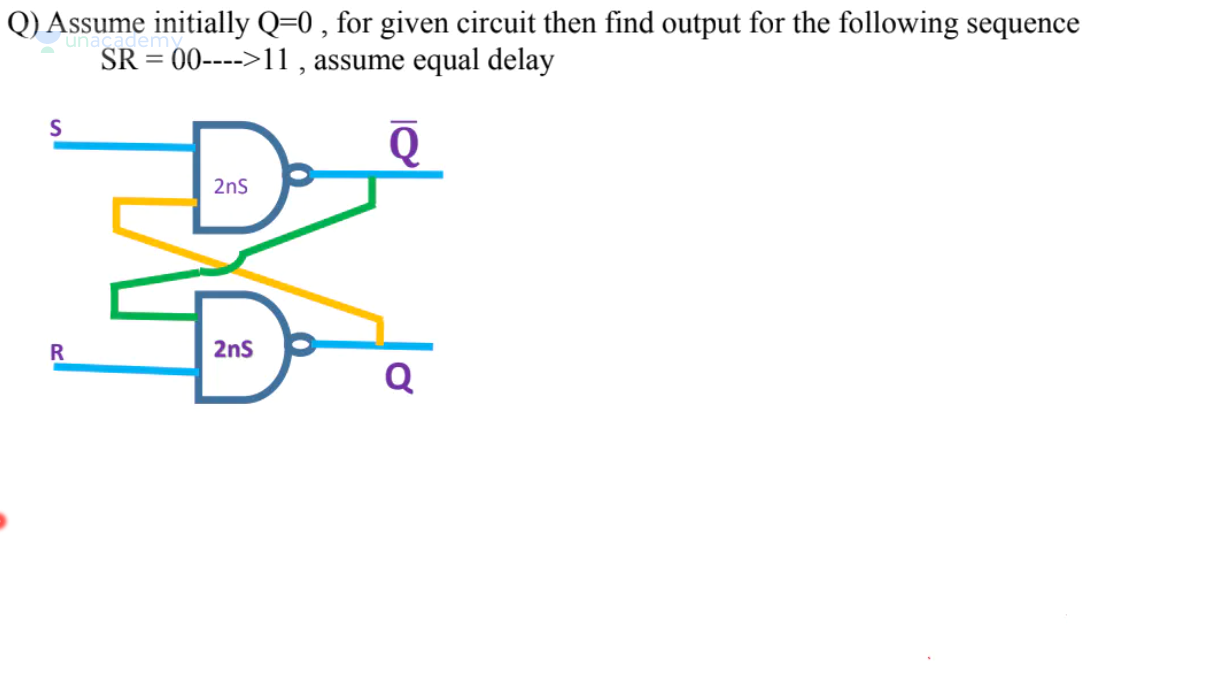 Q) Assume initially Q=0 , for given circuit then find output for the following sequence
unacademy
SR = 00---->11 , assume equal delay
S
Q̅
2nS
R
2nS
Q